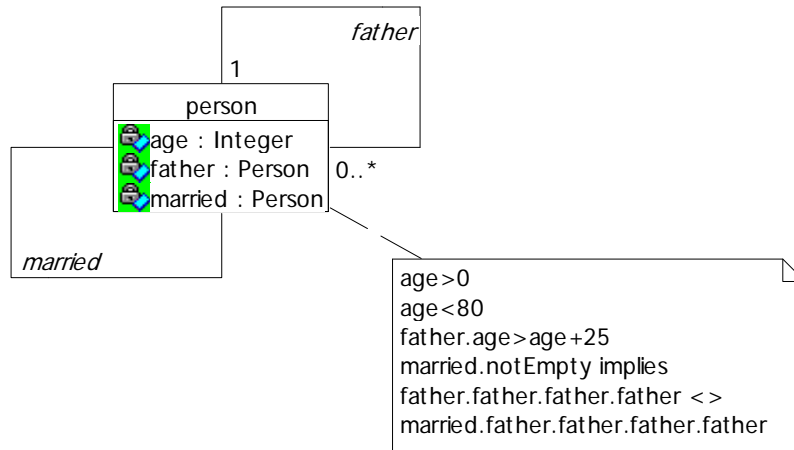 father
1
person
age : Integer
father : Person
0..*
married : Person
married
age>0
age<80
father.age>age+25
married.notEmpty implies
father.father.father.father <>
married.father.father.father.father